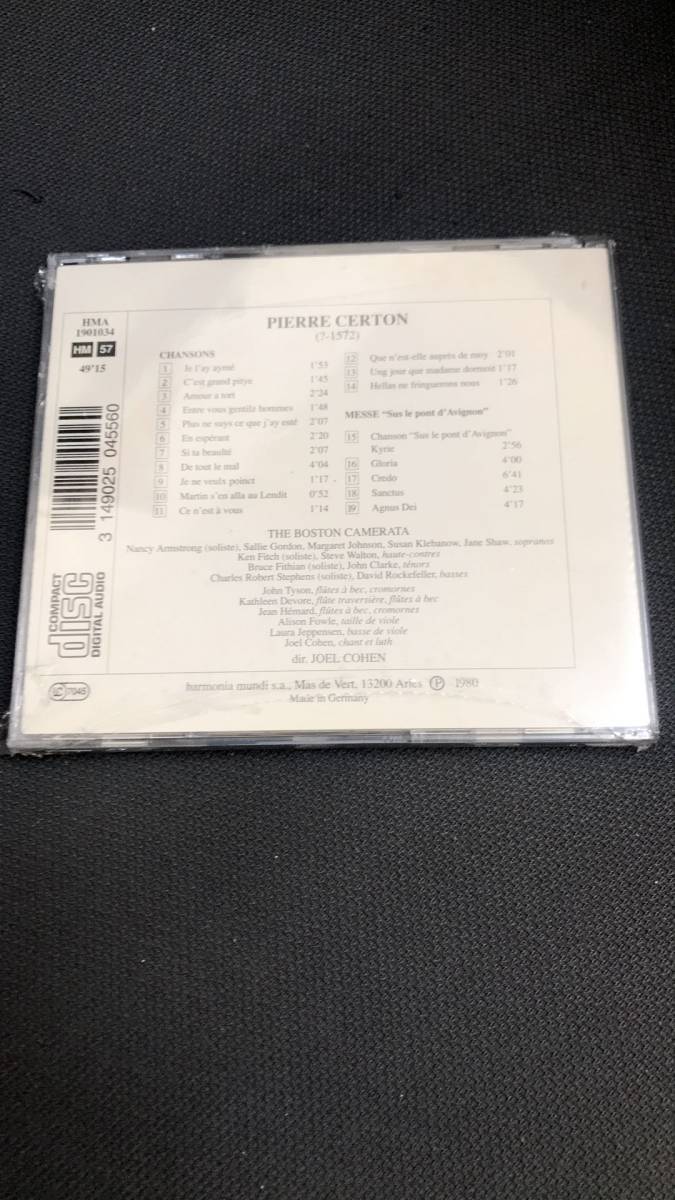 HMA
1901034
HM 57
49'15
3 149025 045560
COMPACT
disc
DIGITAL AUDIO
LC 7045
PIERRE CERTON
(?-1572)
CHANSONS
1 Je l'ay aymé 1'53
2 C'est grand pitye 1'45
3 Amour a tort 2'24
4 Entre vous gentilz hommes 1'48
5 Plus ne suys ce que j'ay esté 2'07
6 En espérant 2'20
7 Si ta beaulté 2'07
8 De tout le mal 4'04
9 Je ne veulx poinct 1'17
10 Martin s'en alla au Lendit 0'52
11 Ce n'est à vous 1'14
12 Que n'est-elle auprès de moy 2'01
13 Ung jour que madame dormoit 1'17
14 Hellas ne fringuerons nous 1'26
MESSE "Sus le pont d'Avignon"
15 Chanson "Sus le pont d'Avignon"
Kyrie 2'56
16 Gloria 4'00
17 Credo 6'41
18 Sanctus 4'23
19 Agnus Dei 4'17
THE BOSTON CAMERATA
Nancy Armstrong (soliste), Sallie Gordon, Margaret Johnson, Susan Klebanow, Jane Shaw, sopranos
Ken Fitch (soliste), Steve Walton, haute-contres
Bruce Fithian (soliste), John Clarke, ténors
Charles Robert Stephens (soliste), David Rockefeller, basses
John Tyson, flûtes à bec, cromornes
Kathleen Devore, flûte traversière, flûtes à bec
Jean Hémard, flûtes à bec, cromornes
Alison Fowle, taille de viole
Laura Jeppensen, basse de viole
Joel Cohen, chant et luth
dir. JOEL COHEN
harmonia mundi s.a., Mas de Vert, 13200 Arles Ⓟ 1980
Made in Germany